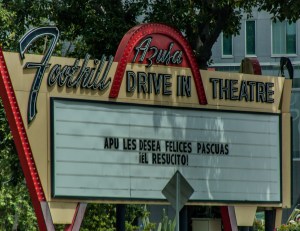 Azusa
Foothill
DRIVE IN THEATRE
APU LES DESEA FELICES PASCUAS
¡EL RESUCITO!